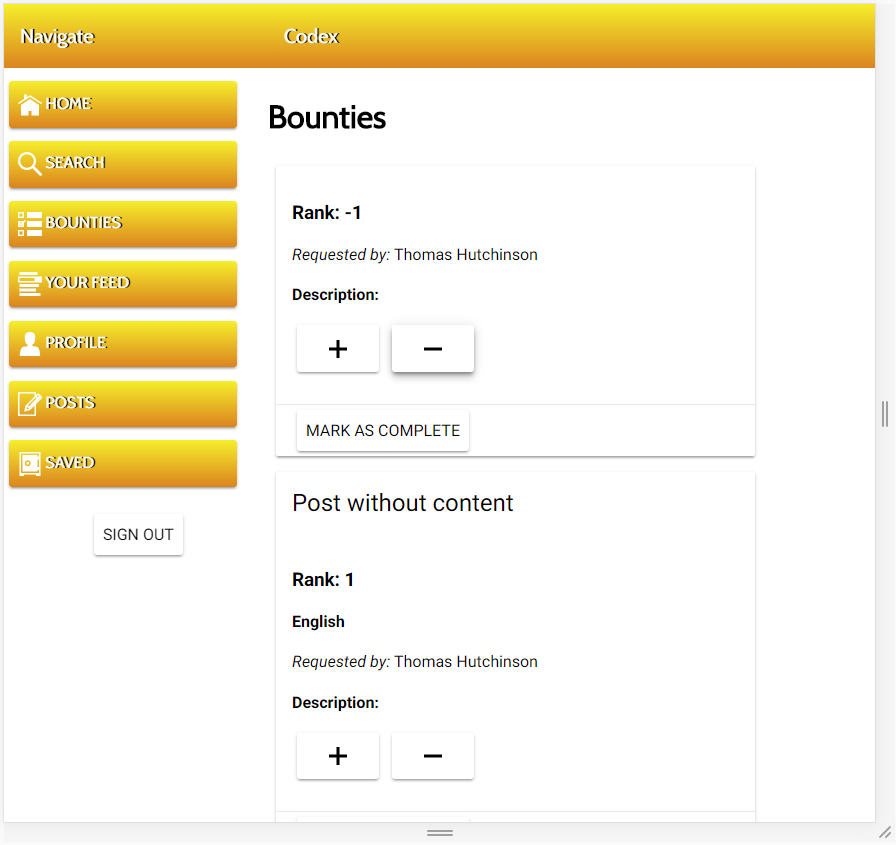 Navigate
Codex
HOME
SEARCH
BOUNTIES
YOUR FEED
PROFILE
POSTS
SAVED
SIGN OUT
Bounties
Rank: -1
Requested by: Thomas Hutchinson
Description:
+ −
MARK AS COMPLETE
Post without content
Rank: 1
English
Requested by: Thomas Hutchinson
Description:
+ −